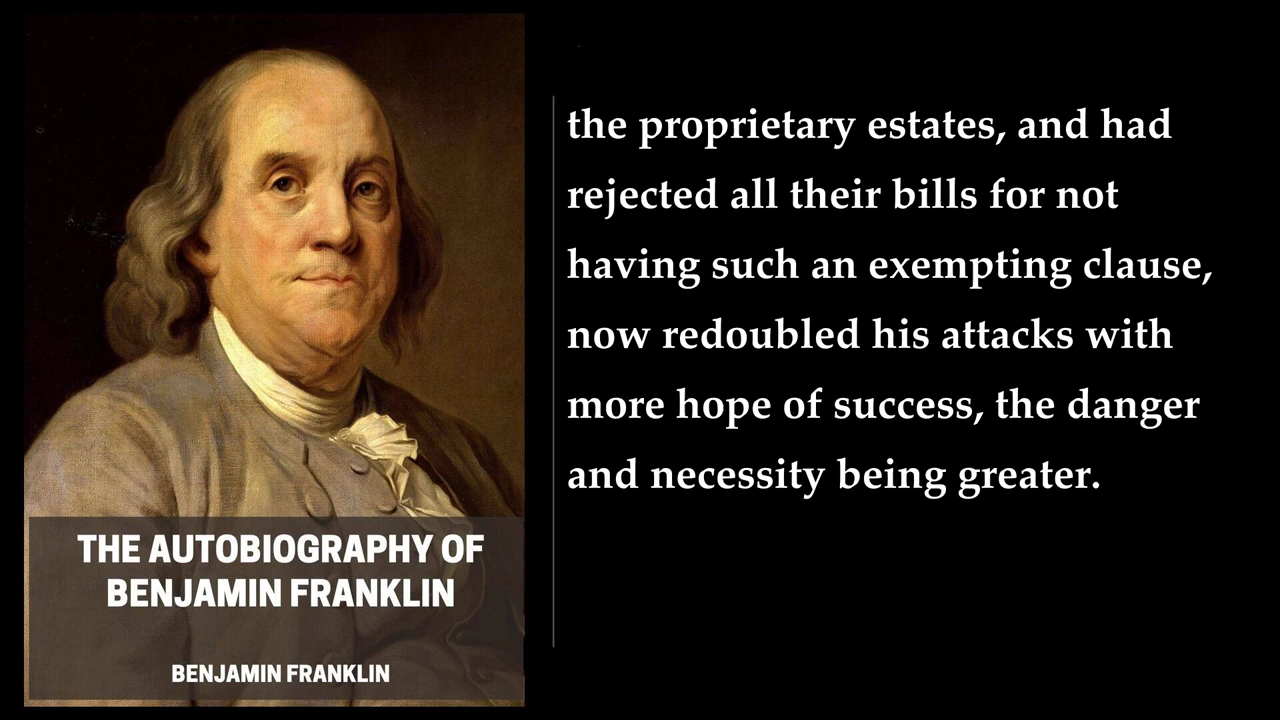 the proprietary estates, and had
rejected all their bills for not
having such an exempting clause,
now redoubled his attacks with
more hope of success, the danger
and necessity being greater.
THE AUTOBIOGRAPHY OF
BENJAMIN FRANKLIN
BENJAMIN FRANKLIN